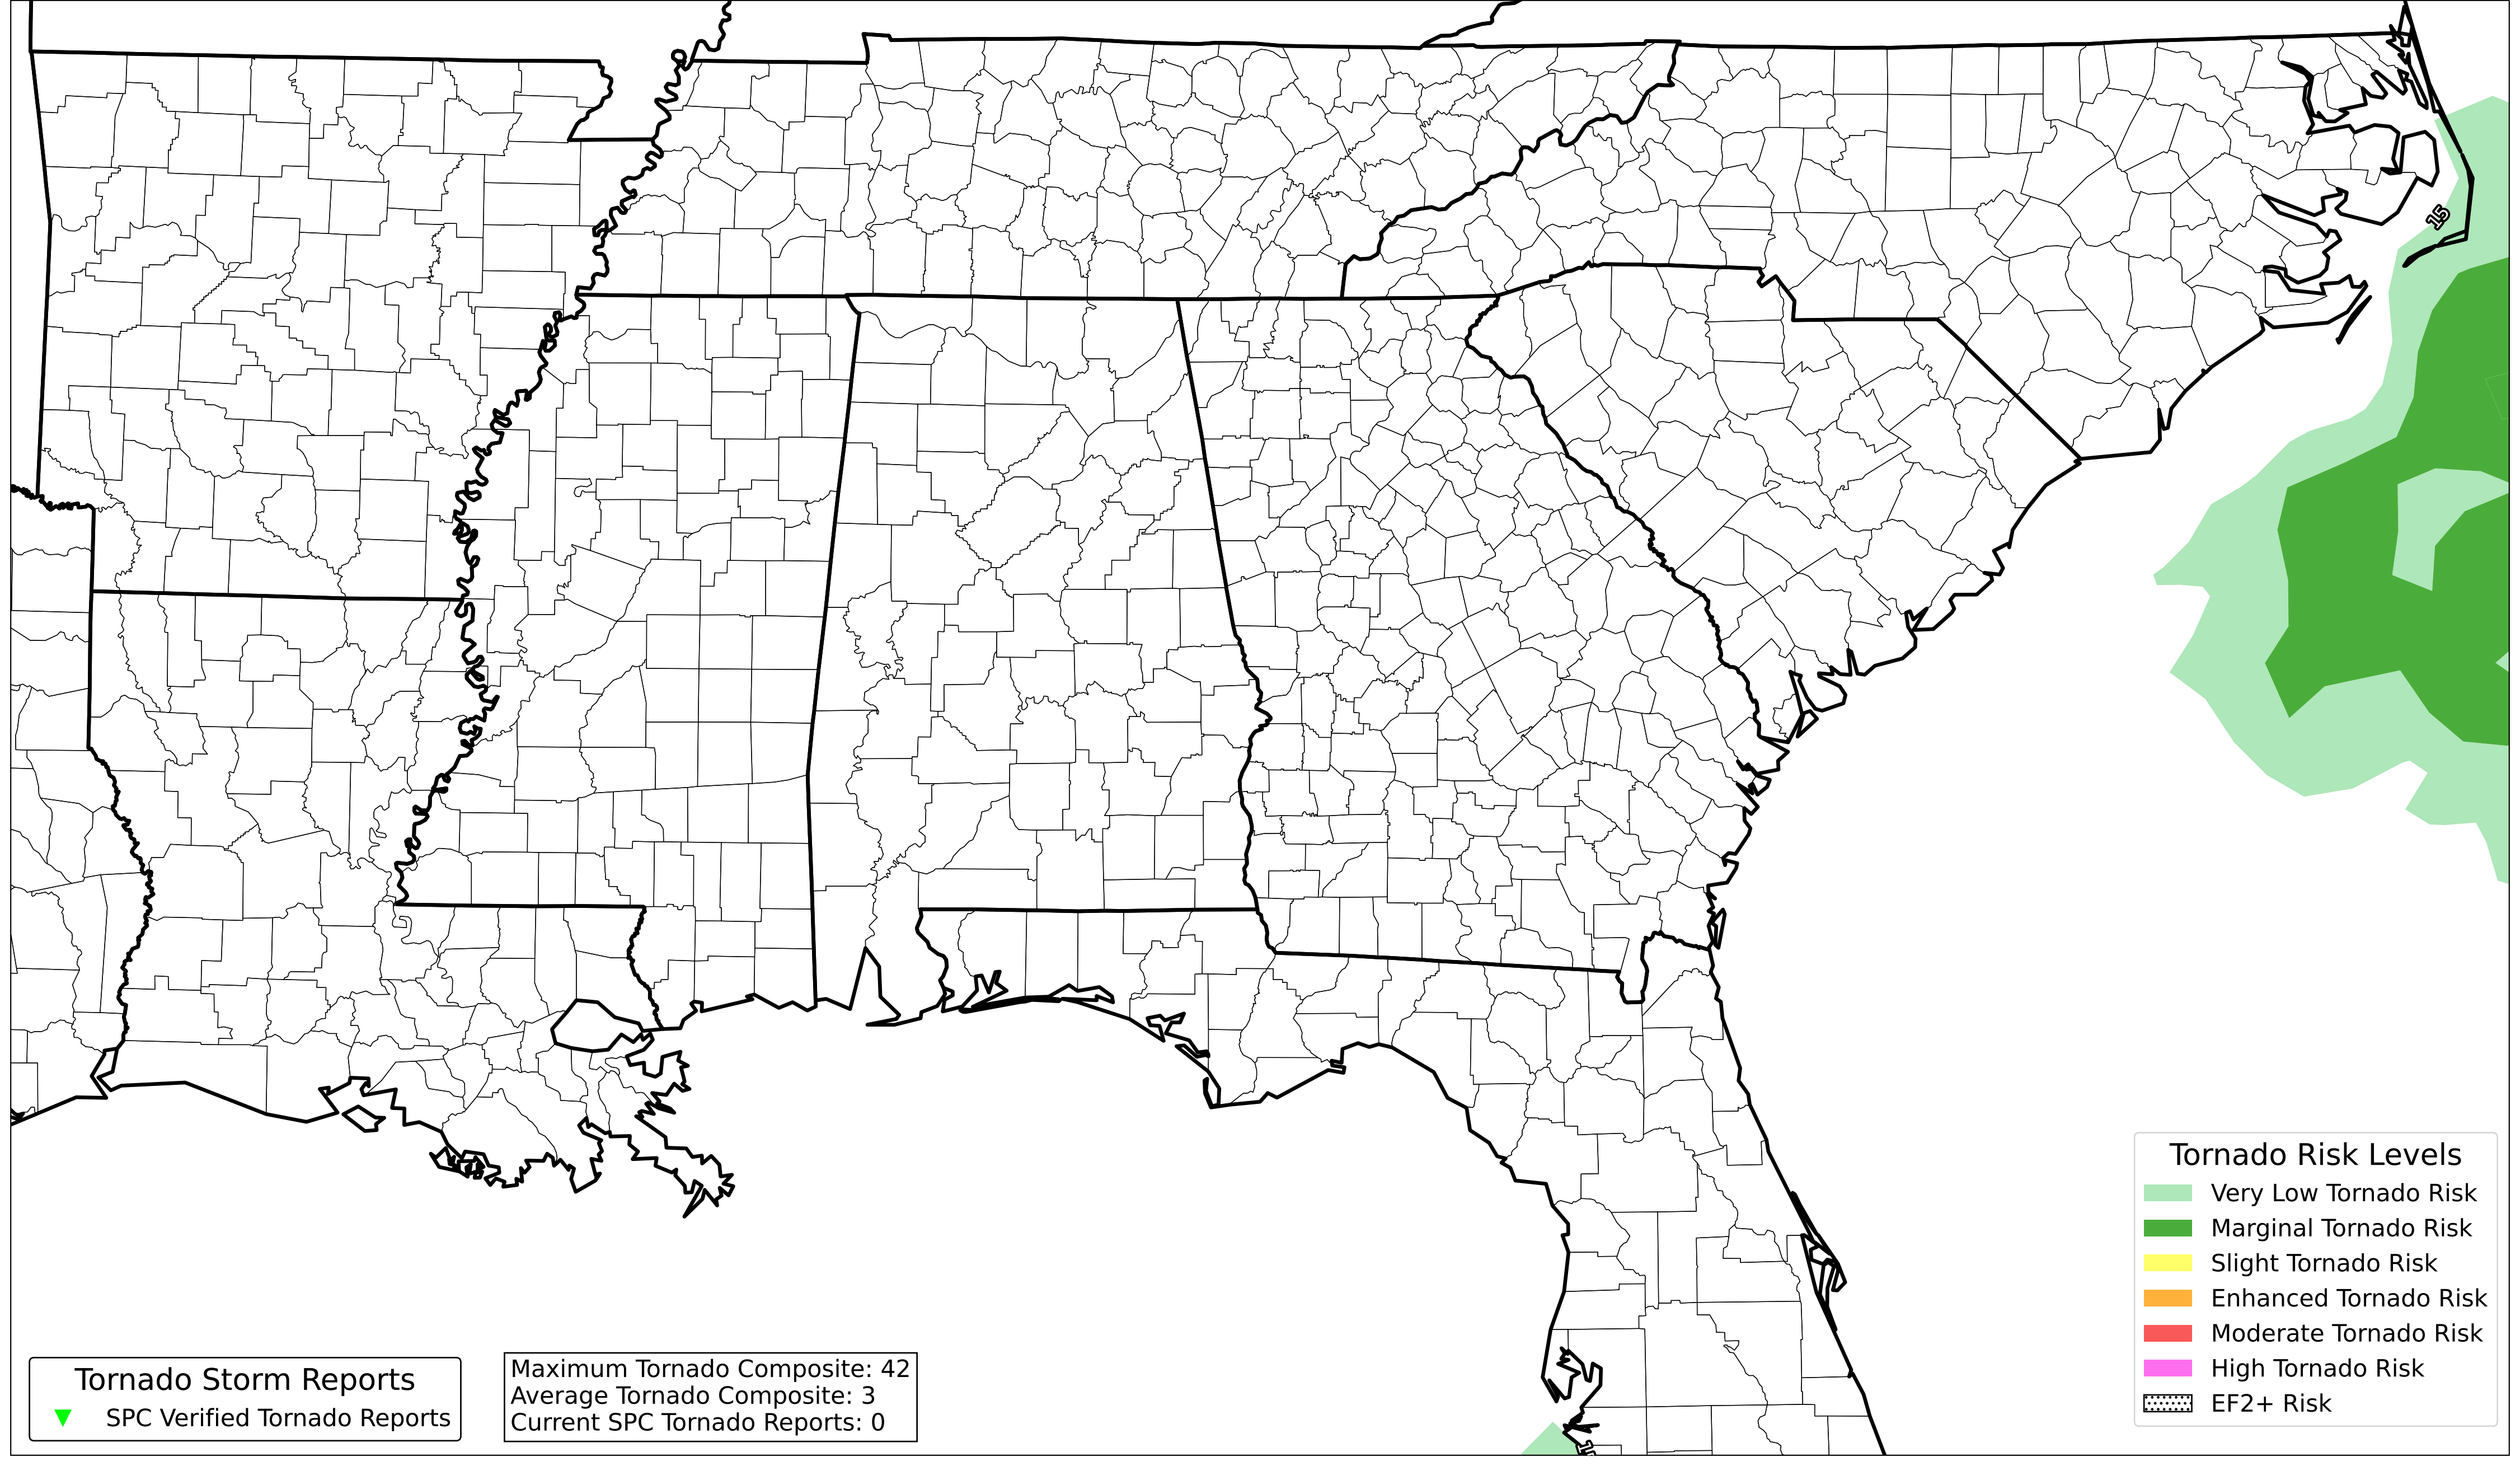 15
Tornado Risk Levels
Very Low Tornado Risk
Marginal Tornado Risk
Slight Tornado Risk
Enhanced Tornado Risk
Moderate Tornado Risk
High Tornado Risk
EF2+ Risk
Tornado Storm Reports
SPC Verified Tornado Reports
Maximum Tornado Composite: 42
Average Tornado Composite: 3
Current SPC Tornado Reports: 0